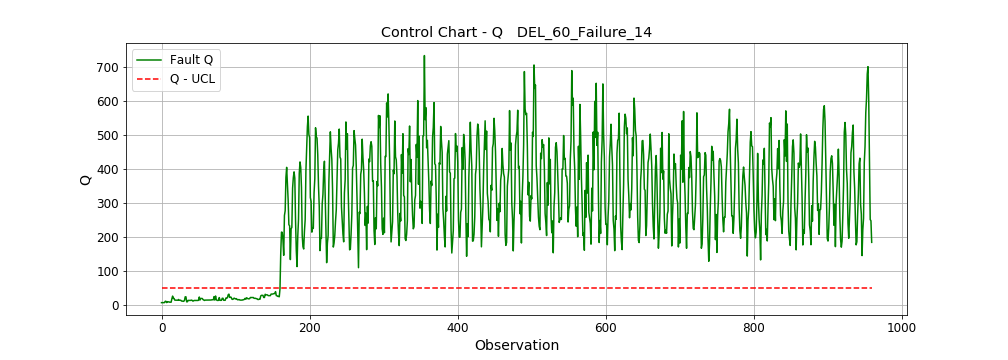 Control Chart - Q   DEL_60_Failure_14
Fault Q
Q - UCL
700
600
500
400
300
200
100
0
Q
0 200 400 600 800 1000
Observation